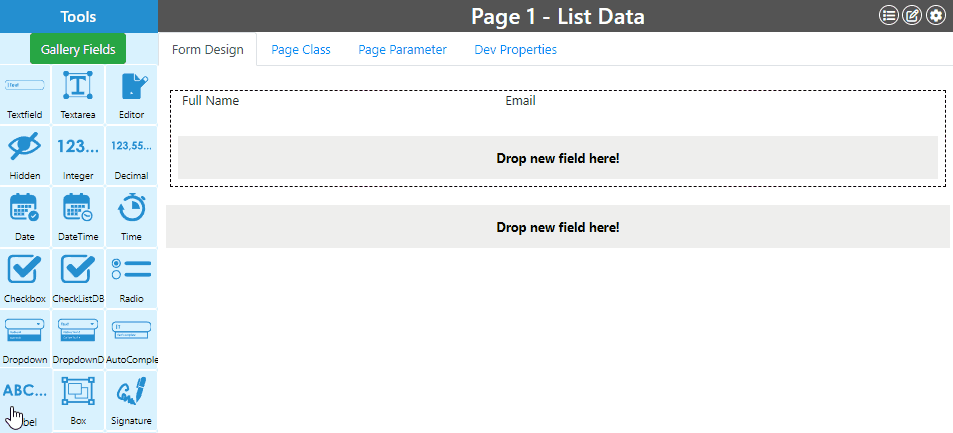 Tools
Page 1 - List Data
Gallery Fields
Form Design
Page Class
Page Parameter
Dev Properties
Textfield
Textarea
Editor
Full Name
Email
123...
123,55...
Hidden
Integer
Decimal
Drop new field here!
Date
DateTime
Time
Drop new field here!
Checkbox
CheckListDB
Radio
Dropdown
DropdownD
AutoComple
ABC...
Box
Signature